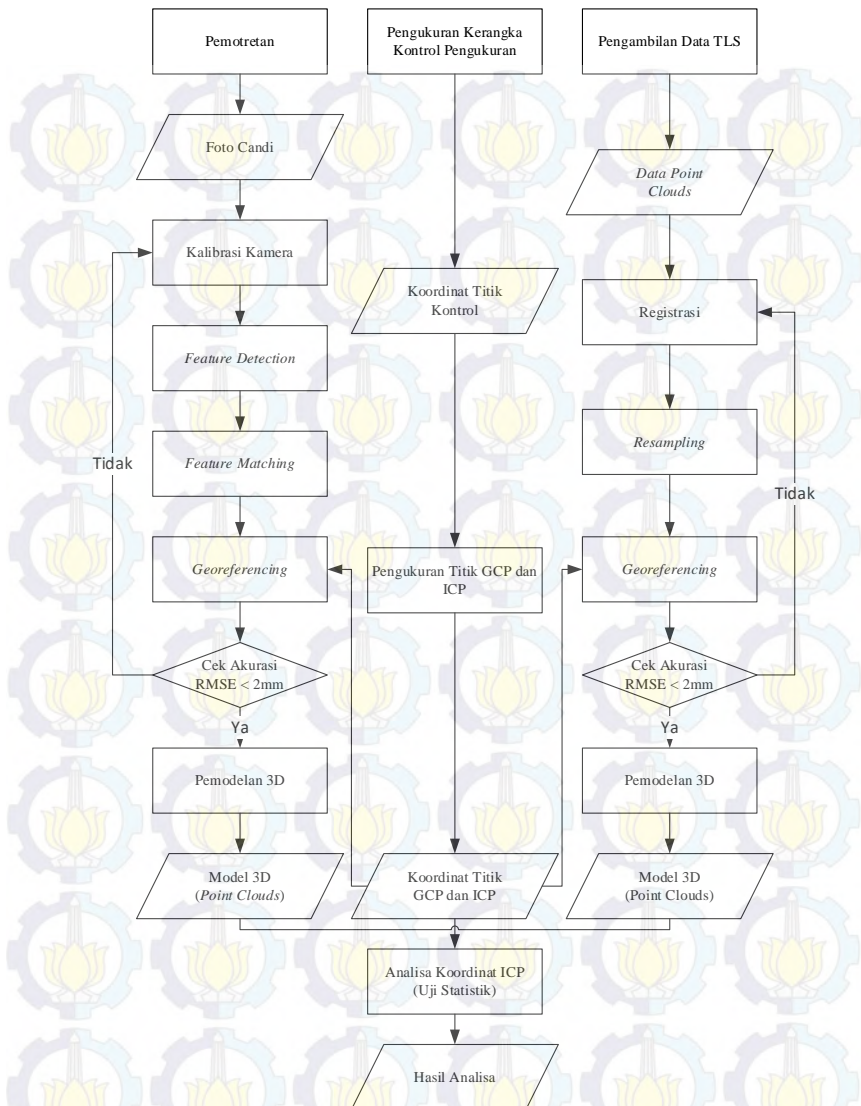 Pemotretan
Pengukuran Kerangka
Kontrol Pengukuran
Pengambilan Data TLS
Foto Candi
Data Point
Clouds
Kalibrasi Kamera
Koordinat Titik
Kontrol
Registrasi
Feature Detection
Resampling
Feature Matching
Tidak
Tidak
Georeferencing
Pengukuran Titik GCP dan
ICP
Georeferencing
Cek Akurasi
RMSE < 2mm
Cek Akurasi
RMSE < 2mm
Ya
Ya
Pemodelan 3D
Pemodelan 3D
Model 3D
(Point Clouds)
Koordinat Titik
GCP dan ICP
Model 3D
(Point Clouds)
Analisa Koordinat ICP
(Uji Statistik)
Hasil Analisa